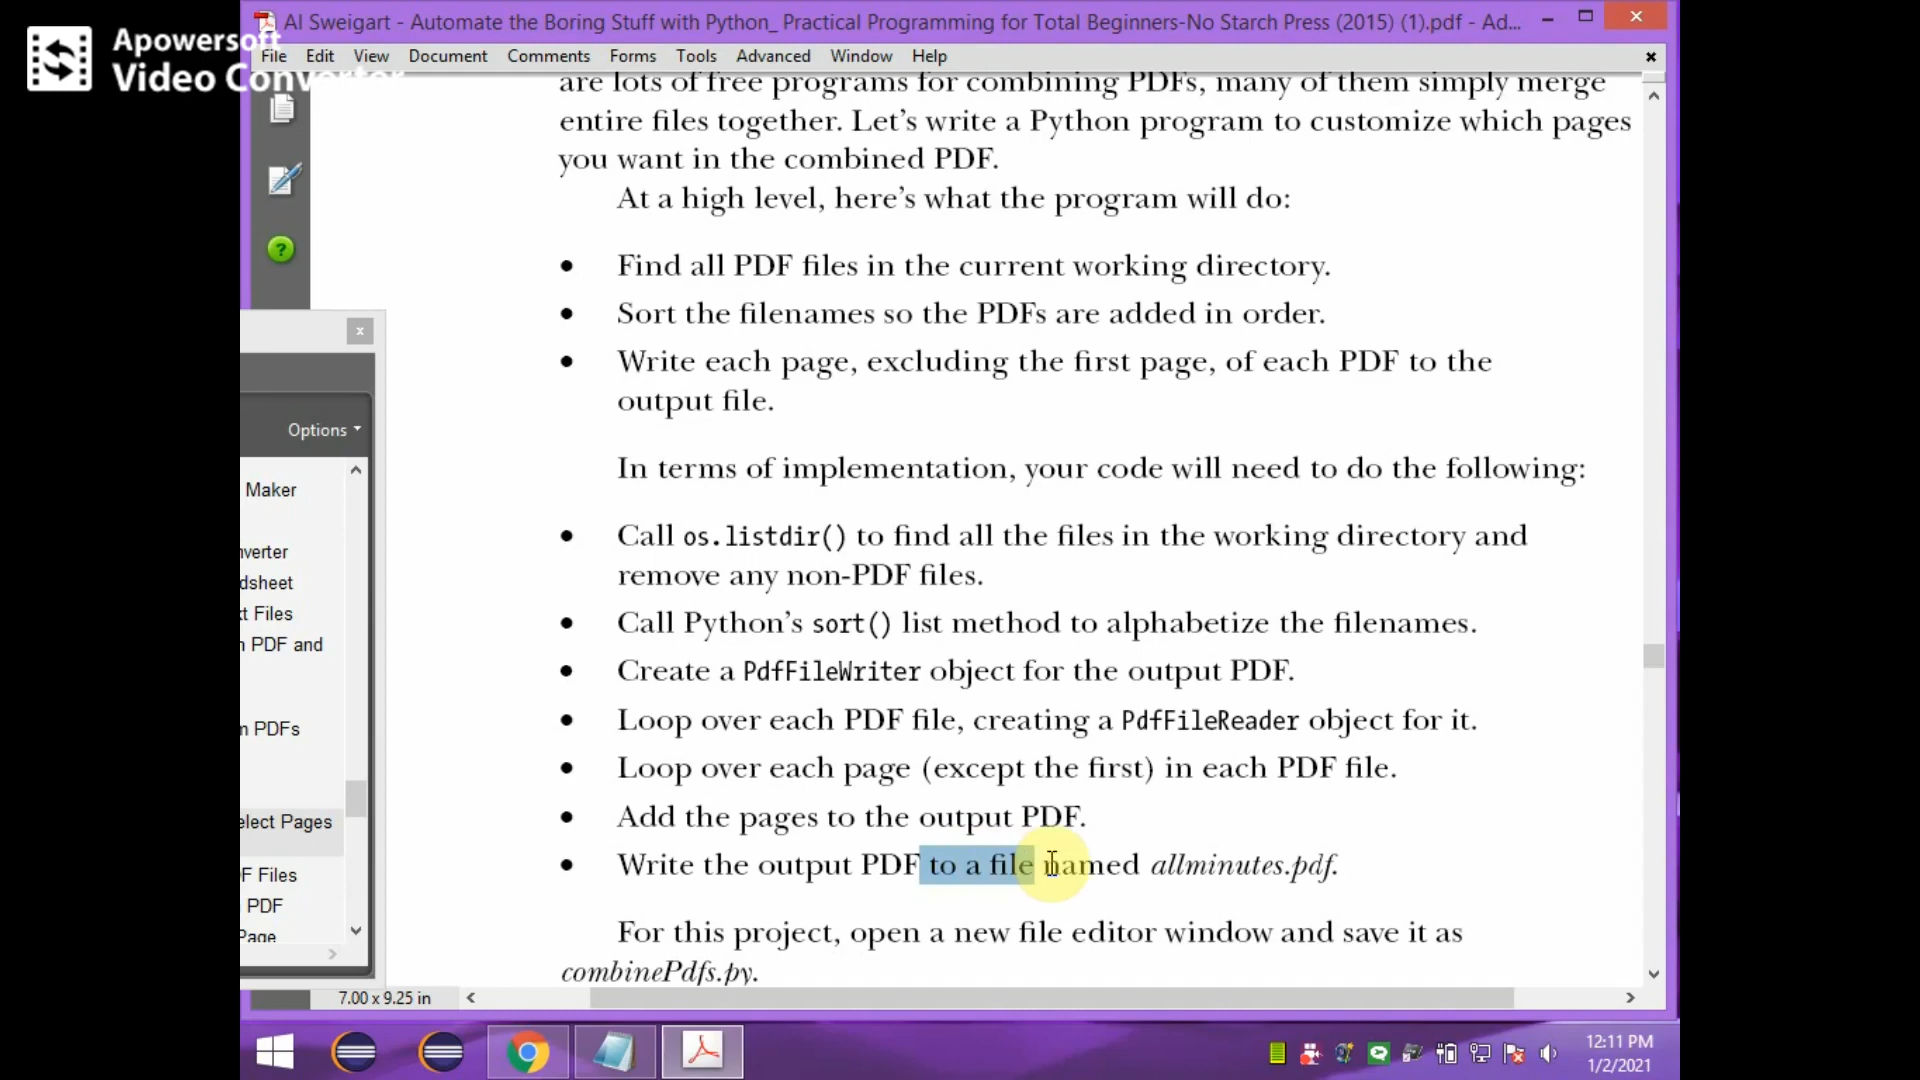 Apowersoft
Video Converter
Al Sweigart - Automate the Boring Stuff with Python_ Practical Programming for Total Beginners-No Starch Press (2015) (1).pdf - Ad...
File Edit View Document Comments Forms Tools Advanced Window Help
are lots of free programs for combining PDFs, many of them simply merge
entire files together. Let's write a Python program to customize which pages
you want in the combined PDF.
At a high level, here's what the program will do:
• Find all PDF files in the current working directory.
• Sort the filenames so the PDFs are added in order.
• Write each page, excluding the first page, of each PDF to the
output file.
In terms of implementation, your code will need to do the following:
• Call os.listdir() to find all the files in the working directory and
remove any non-PDF files.
• Call Python's sort() list method to alphabetize the filenames.
• Create a PdfFileWriter object for the output PDF.
• Loop over each PDF file, creating a PdfFileReader object for it.
• Loop over each page (except the first) in each PDF file.
• Add the pages to the output PDF.
• Write the output PDF to a file named allminutes.pdf.
For this project, open a new file editor window and save it as
combinePdfs.py.
Options
Maker
nverter
dsheet
xt Files
n PDF and
n PDFs
elect Pages
F Files
PDF
Page
7.00 x 9.25 in
12:11 PM
1/2/2021